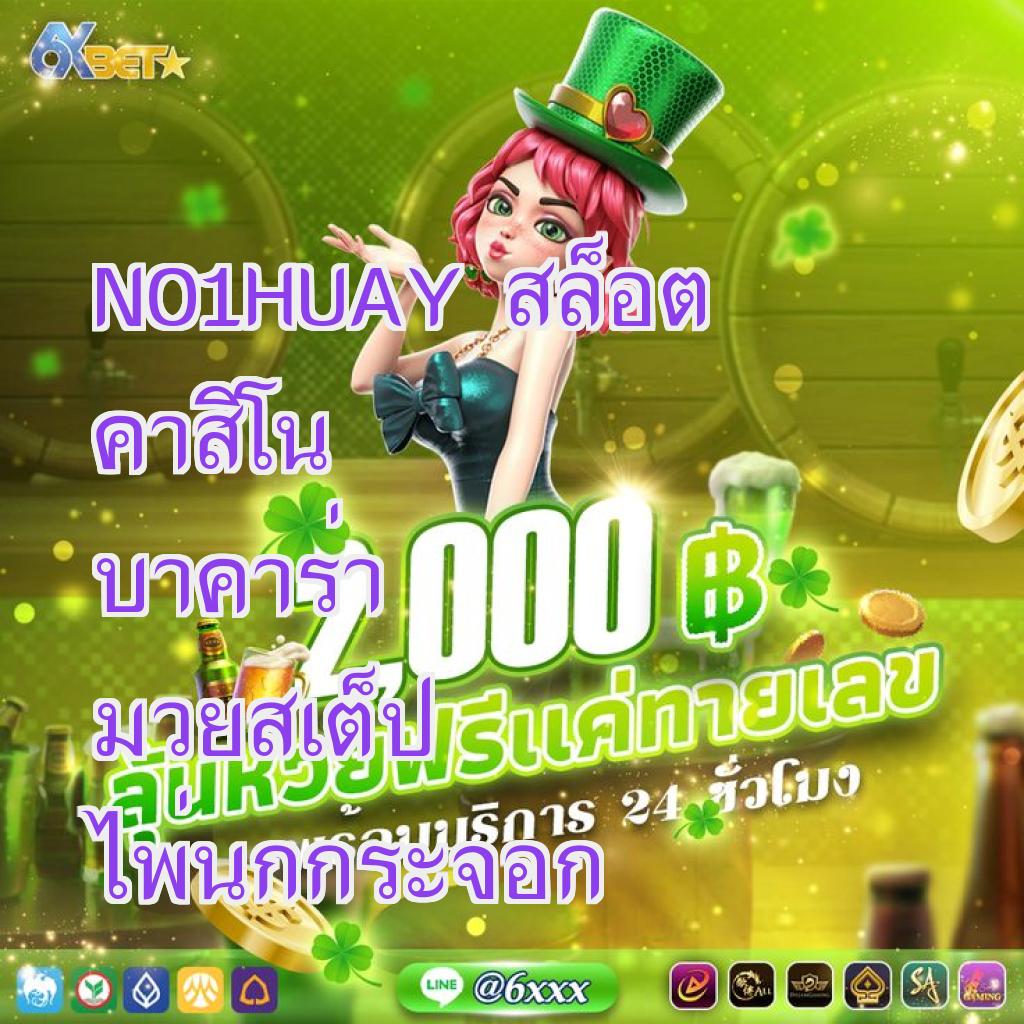 6XBET
NO1HUAY สล็อต
คาสิโน
บาคาร่า
2,000 ฿
มวยสเต็ป
ลุ้นหวยฟรีแค่ทายเลข
พร้อมบริการ 24 ชั่วโมง
ไพ่นกกระจอก
LINE @6xxx
ALL
SA
GAMING